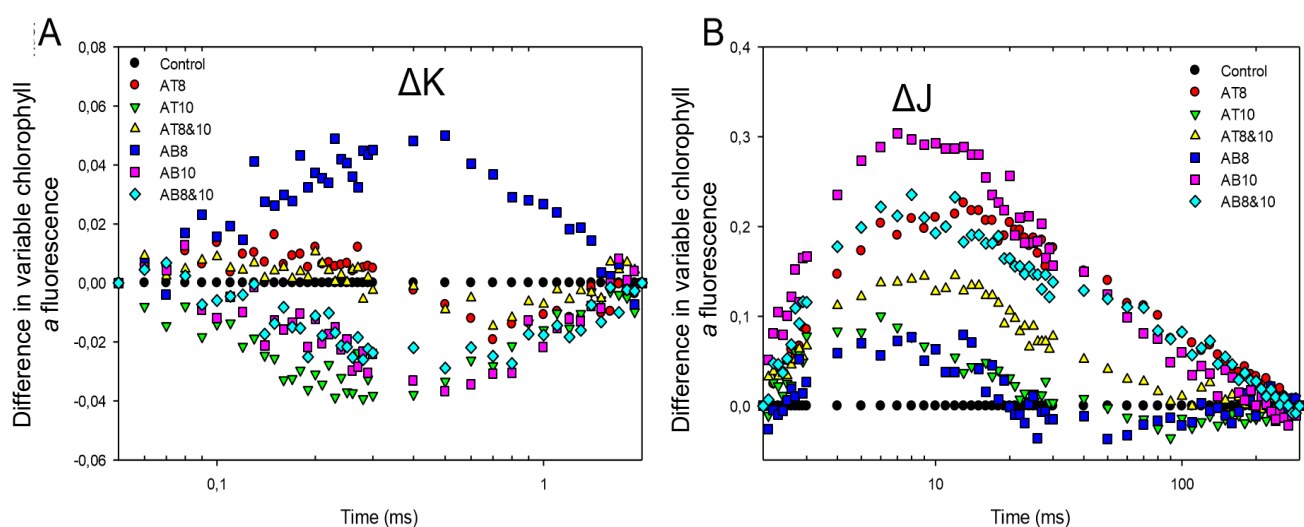 A
0,08
0,06
0,04
0,02
0,00
-0,02
-0,04
-0,06
Difference in variable chlorophyll
a fluorescence
Control
AT8
AT10
AT8&10
AB8
AB10
AB8&10
ΔK
0,1
1
Time (ms)
B
0,4
0,3
0,2
0,1
0,0
Difference in variable chlorophyll
a fluorescence
ΔJ
Control
AT8
AT10
AT8&10
AB8
AB10
AB8&10
10
100
Time (ms)